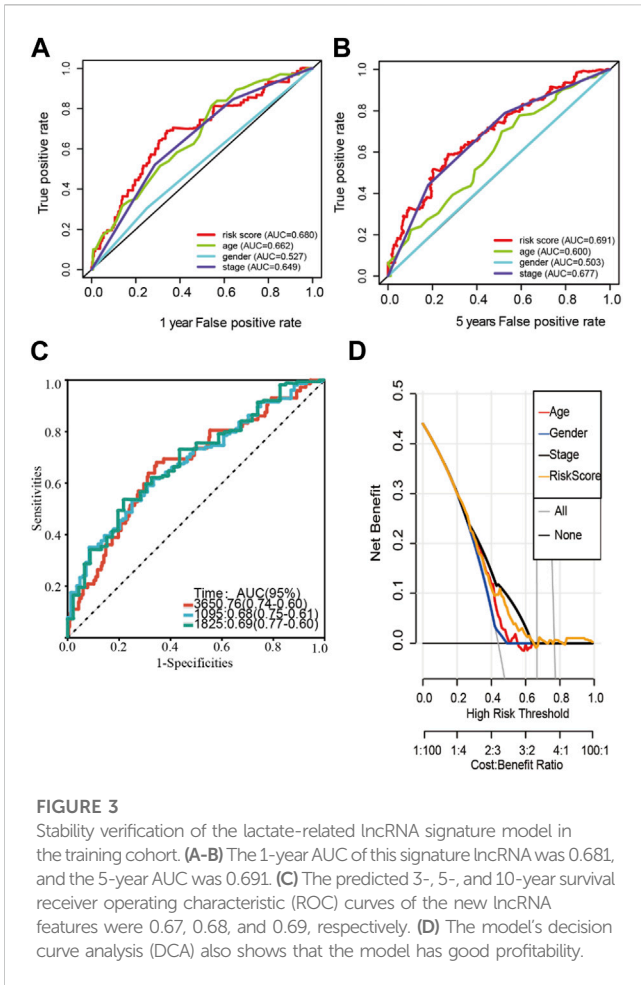 A
True positive rate
1.0
0.8
0.6
0.4
0.2
0.0
risk score (AUC=0.680)
age (AUC=0.662)
gender (AUC=0.527)
stage (AUC=0.649)
0.0 0.2 0.4 0.6 0.8 1.0
1 year False positive rate
B
True positive rate
1.0
0.8
0.6
0.4
0.2
0.0
risk score (AUC=0.691)
age (AUC=0.600)
gender (AUC=0.503)
stage (AUC=0.677)
0.0 0.2 0.4 0.6 0.8 1.0
5 years False positive rate
C
Sensitivities
1.0
0.8
0.6
0.4
0.2
Time: AUC(95%)
3650:0.76(0.74-0.60)
1095:0.68(0.75-0.61)
1825:0.69(0.77-0.60)
0.0 0.2 0.4 0.6 0.8 1.0
1-Specificities
D
Net Benefit
0.5
0.4
0.3
0.2
0.1
0.0
Age
Gender
Stage
RiskScore
All
None
0.0 0.2 0.4 0.6 0.8 1.0
High Risk Threshold
1:100 1:4 2:3 3:2 4:1 100:1
Cost:Benefit Ratio
FIGURE 3
Stability verification of the lactate-related lncRNA signature model in
the training cohort. (A-B) The 1-year AUC of this signature lncRNA was 0.681,
and the 5-year AUC was 0.691. (C) The predicted 3-, 5-, and 10-year survival
receiver operating characteristic (ROC) curves of the new lncRNA
features were 0.67, 0.68, and 0.69, respectively. (D) The model's decision
curve analysis (DCA) also shows that the model has good profitability.